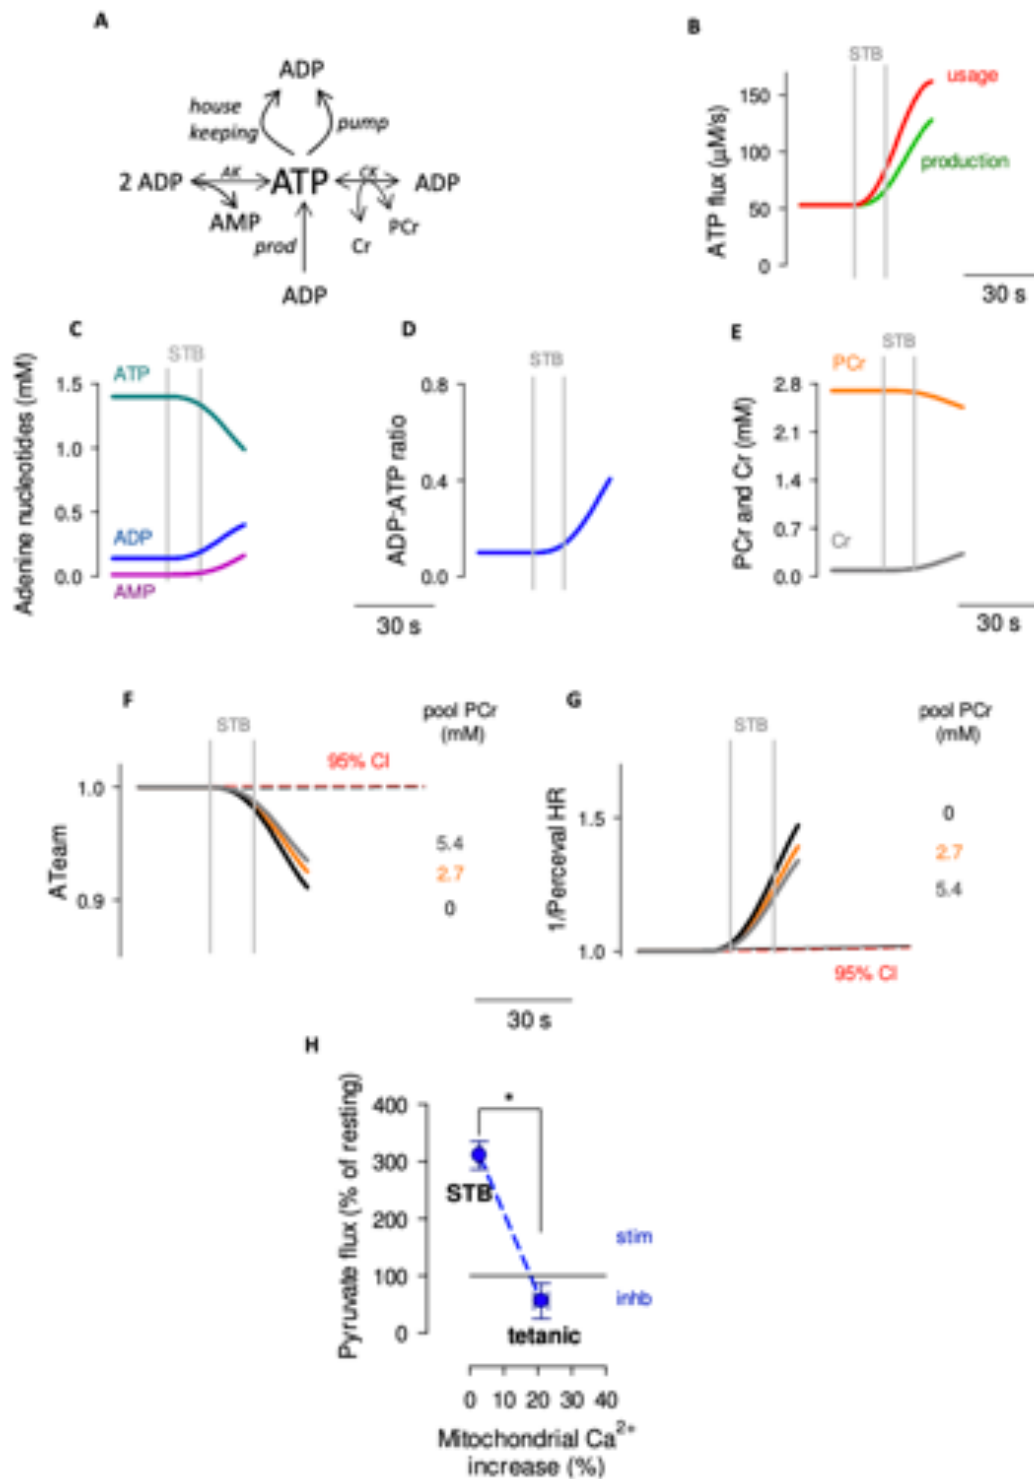 A
ADP
house
keeping
pump
2 ADP
AK
ATP
CK
ADP
AMP
prod
Cr
PCr
ADP
B
STB
usage
production
ATP flux (µM/s)
150
100
50
0
30 s
C
STB
ATP
ADP
AMP
Adenine nucleotides (mM)
1.5
1.0
0.5
0.0
30 s
D
STB
ADP:ATP ratio
0.8
0.4
0.0
E
STB
PCr
Cr
PCr and Cr (mM)
2.8
2.1
1.4
0.7
0.0
30 s
F
STB
pool PCr
(mM)
95% CI
ATeam
1.0
0.9
5.4
2.7
0
G
STB
pool PCr
(mM)
1/Perceval HR
1.5
1.0
0
2.7
5.4
95% CI
30 s
H
Pyruvate flux (% of resting)
400
300
200
100
0
*
STB
stim
inhb
tetanic
0 10 20 30 40
Mitochondrial Ca²⁺
increase (%)